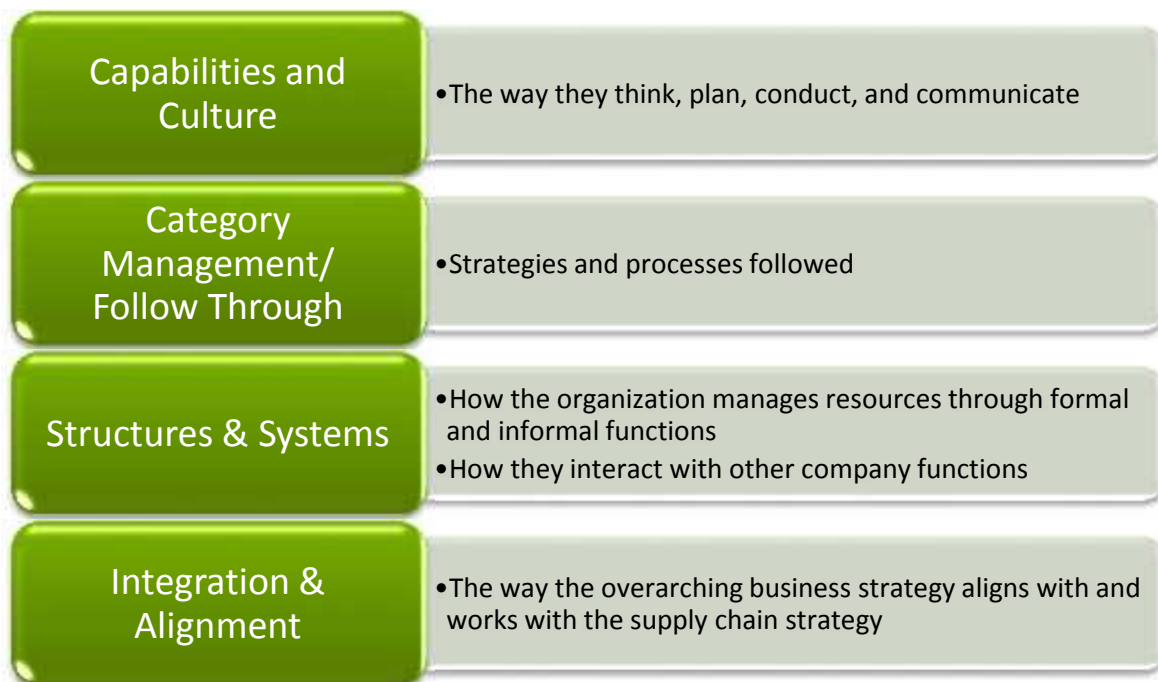 Capabilities and
Culture
•The way they think, plan, conduct, and communicate
Category
Management/
Follow Through
•Strategies and processes followed
Structures & Systems
•How the organization manages resources through formal
and informal functions
•How they interact with other company functions
Integration &
Alignment
•The way the overarching business strategy aligns with and
works with the supply chain strategy